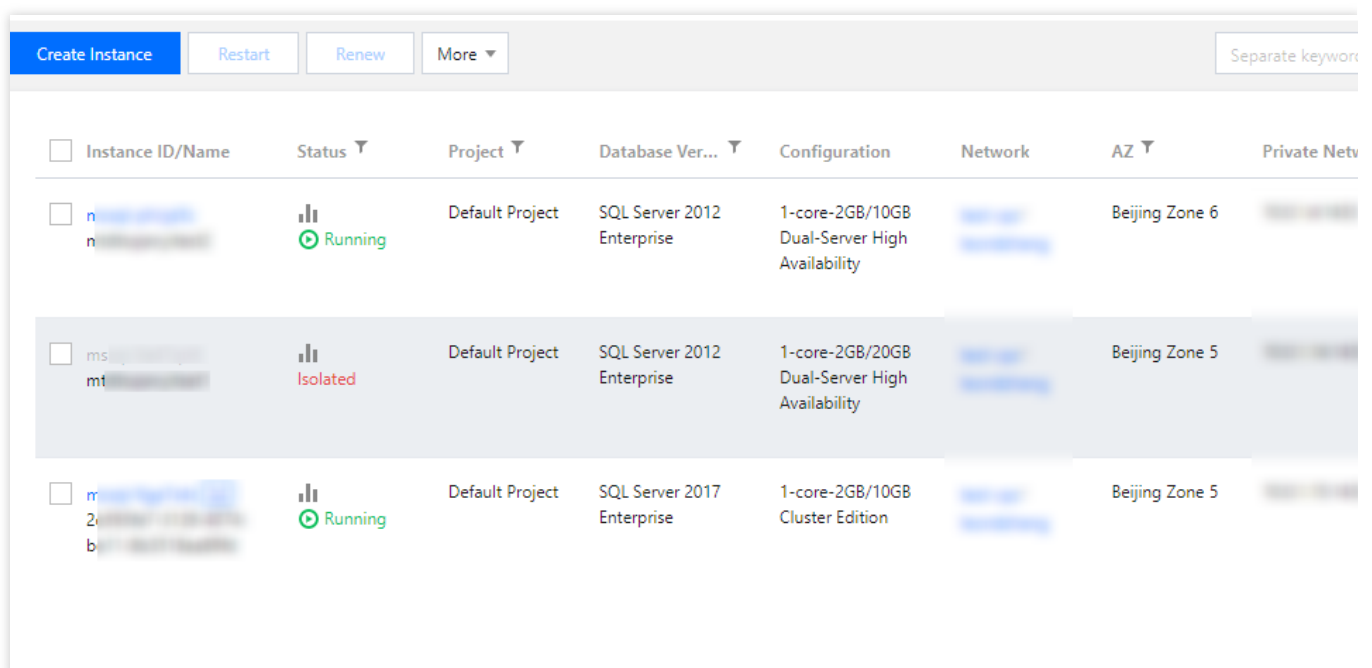 Create Instance Restart Renew More
Separate
Instance ID/Name Status Project Database Ver... Configuration Network AZ Private
Default Project SQL Server 2012 1-core-2GB/10GB Beijing Zone 6
Running Enterprise Dual-Server High
Availability
Default Project SQL Server 2012 1-core-2GB/20GB Beijing Zone 5
Isolated Enterprise Dual-Server High
Availability
Default Project SQL Server 2017 1-core-2GB/10GB Beijing Zone 5
Running Enterprise Cluster Edition